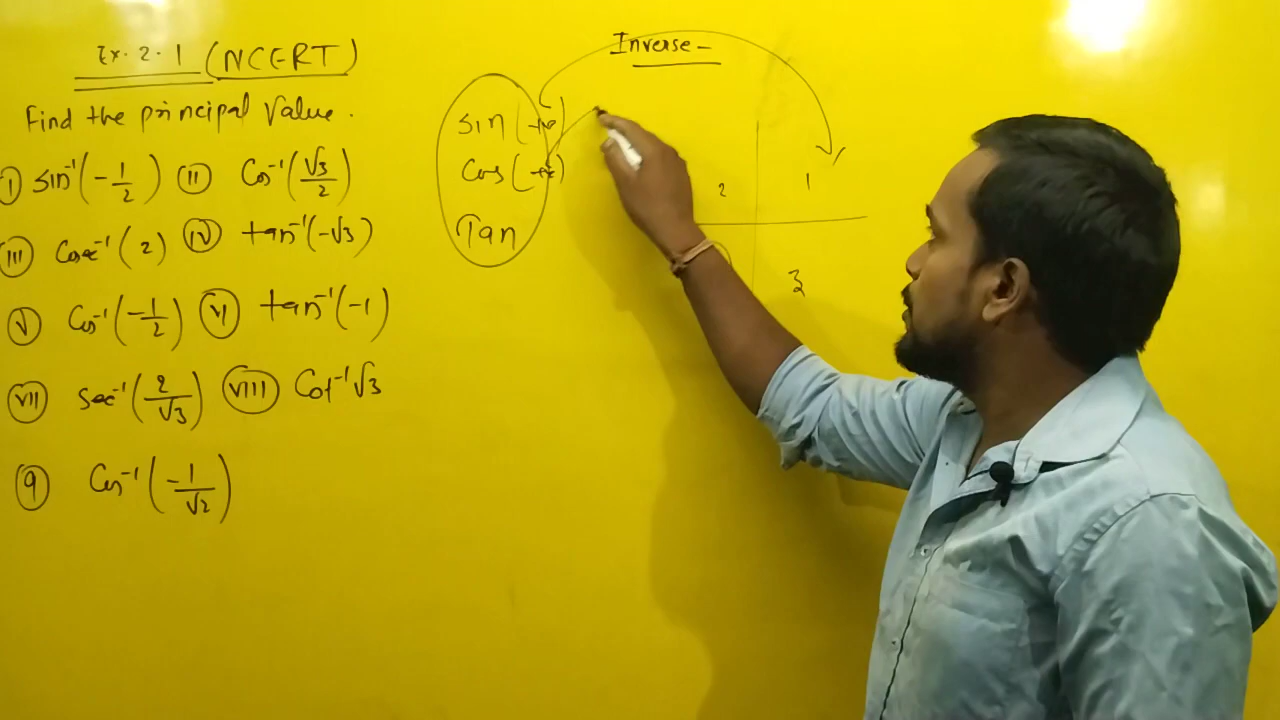 Ex. 2.1 (NCERT)
Find the principal Value.
(I) sin⁻¹(-1/2) (II) Cos⁻¹(√3/2)
(III) Cosec⁻¹(2) (IV) tan⁻¹(-√3)
(V) Cos⁻¹(-1/2) (VI) tan⁻¹(-1)
(VII) Sec⁻¹(2/√3) (VIII) Cot⁻¹√3
(9) Cos⁻¹(-1/√2)
Inverse -
sin (+ve)
Cos (+ve)
Tan
2 1
3